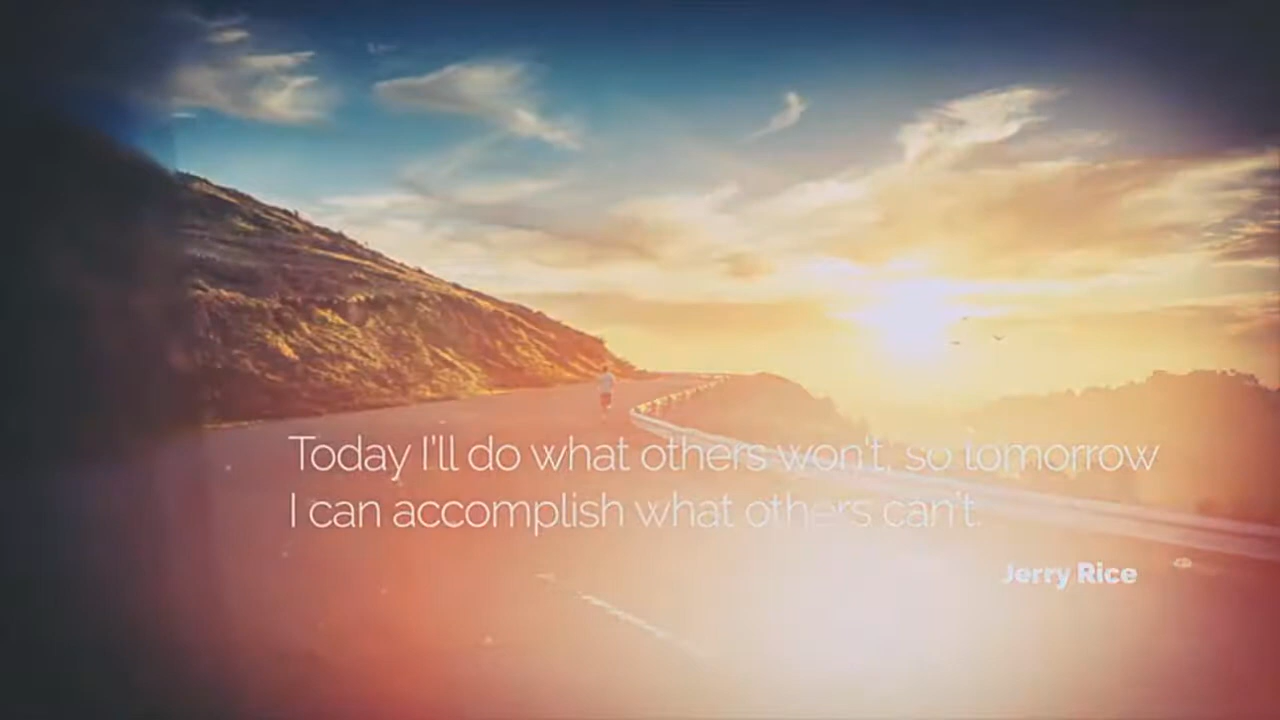 Today I'll do what others won't, so tomorrow
I can accomplish what others can't.
Jerry Rice